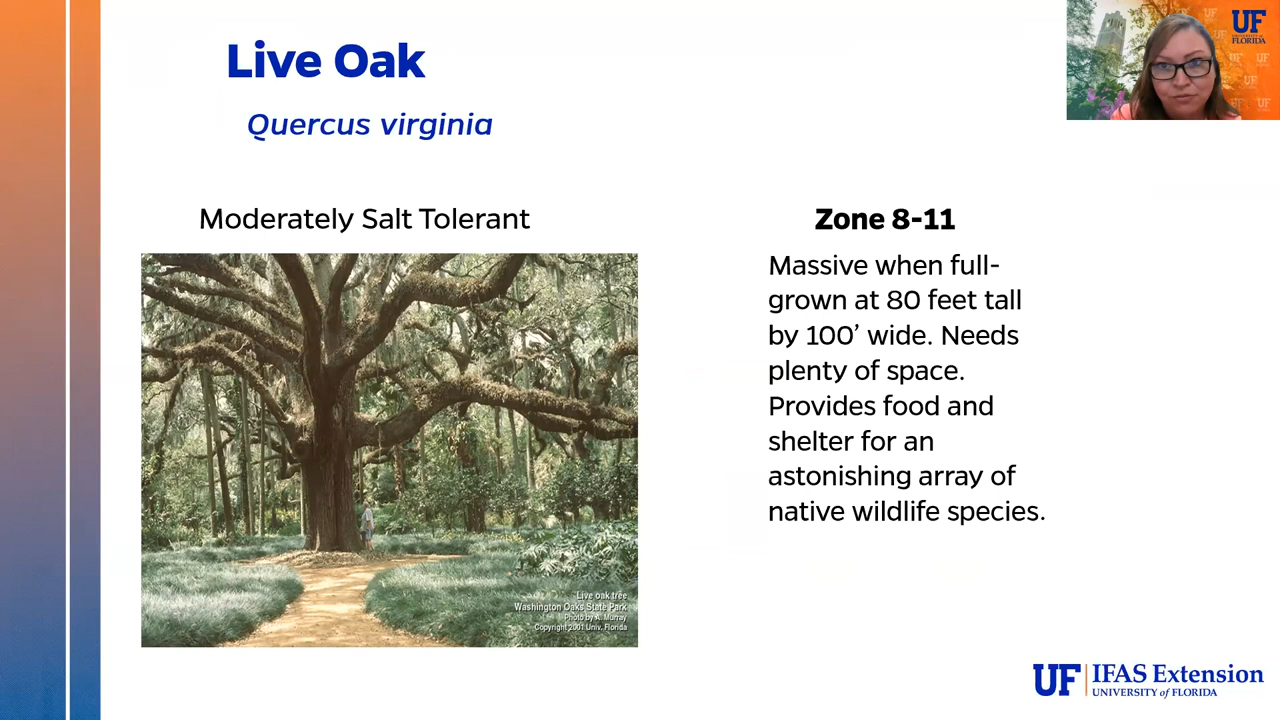 Live Oak
Quercus virginia
Moderately Salt Tolerant
Zone 8-11
Massive when full-
grown at 80 feet tall
by 100’ wide. Needs
plenty of space.
Provides food and
shelter for an
astonishing array of
native wildlife species.
Live oak tree
Washington Oaks State Park
Photo by A. Murray
Copyright 2001 Univ. Florida
UF
UNIVERSITY of
FLORIDA
UF IFAS Extension
UNIVERSITY of FLORIDA